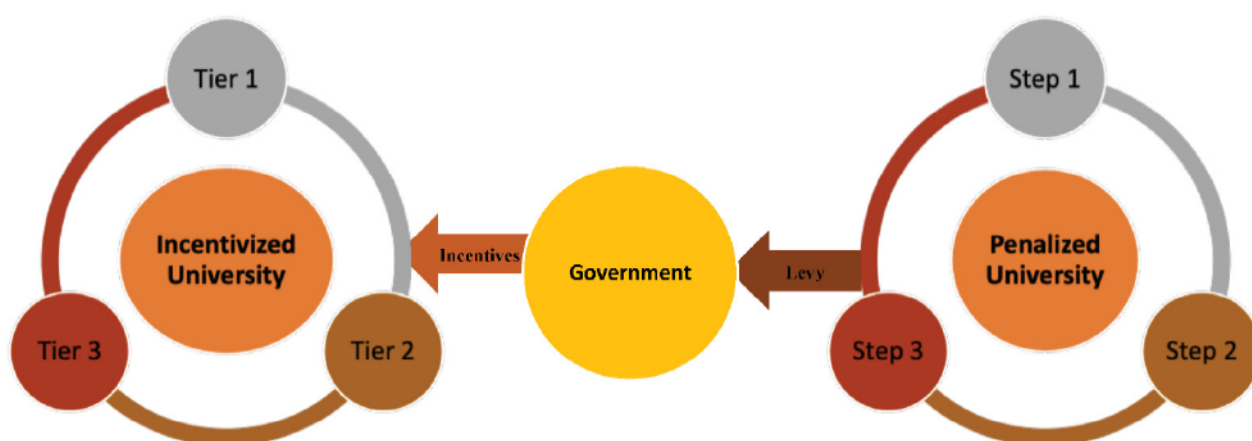 Tier 1
Incentivized
University
Tier 3
Tier 2
Incentives
Government
Levy
Step 1
Penalized
University
Step 3
Step 2